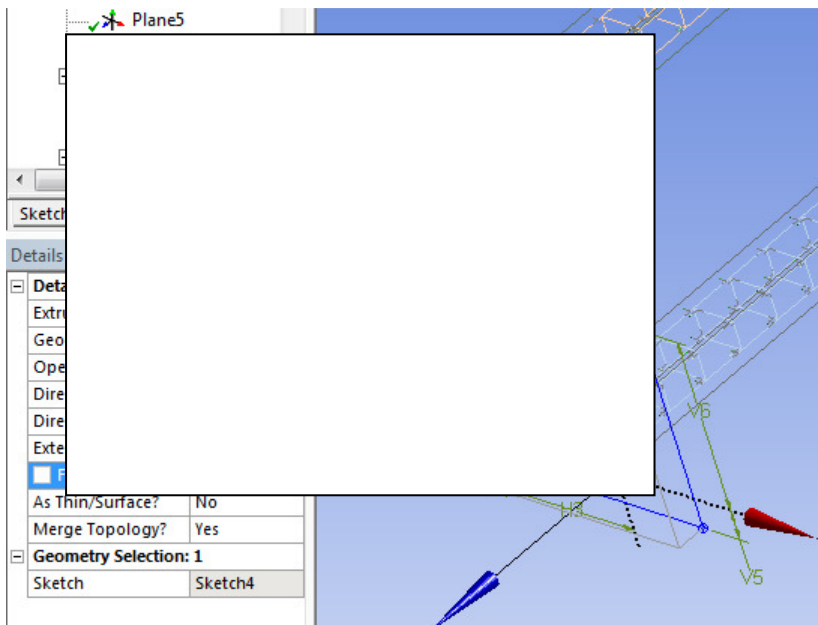 Plane5
Sketch
Details
Deta
Extru
Geo
Ope
Dire
Dire
Exte
F
As Thin/Surface? No
Merge Topology? Yes
Geometry Selection: 1
Sketch Sketch4
V6
H3
V5